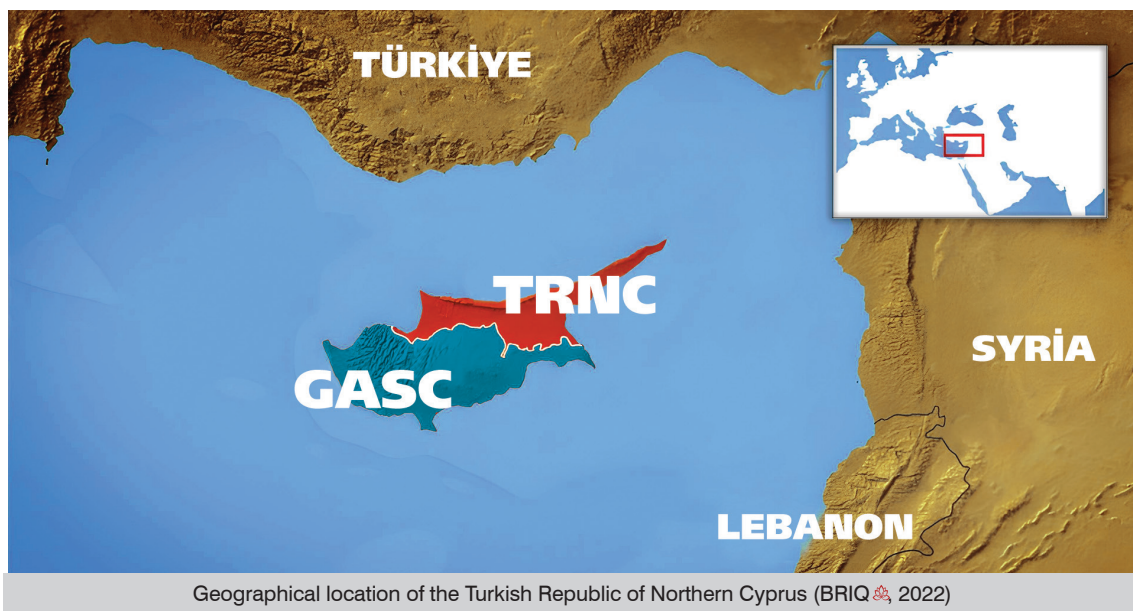 TÜRKİYE
TRNC
SYRİA
GASC
LEBANON
Geographical location of the Turkish Republic of Northern Cyprus (BRIQ, 2022)